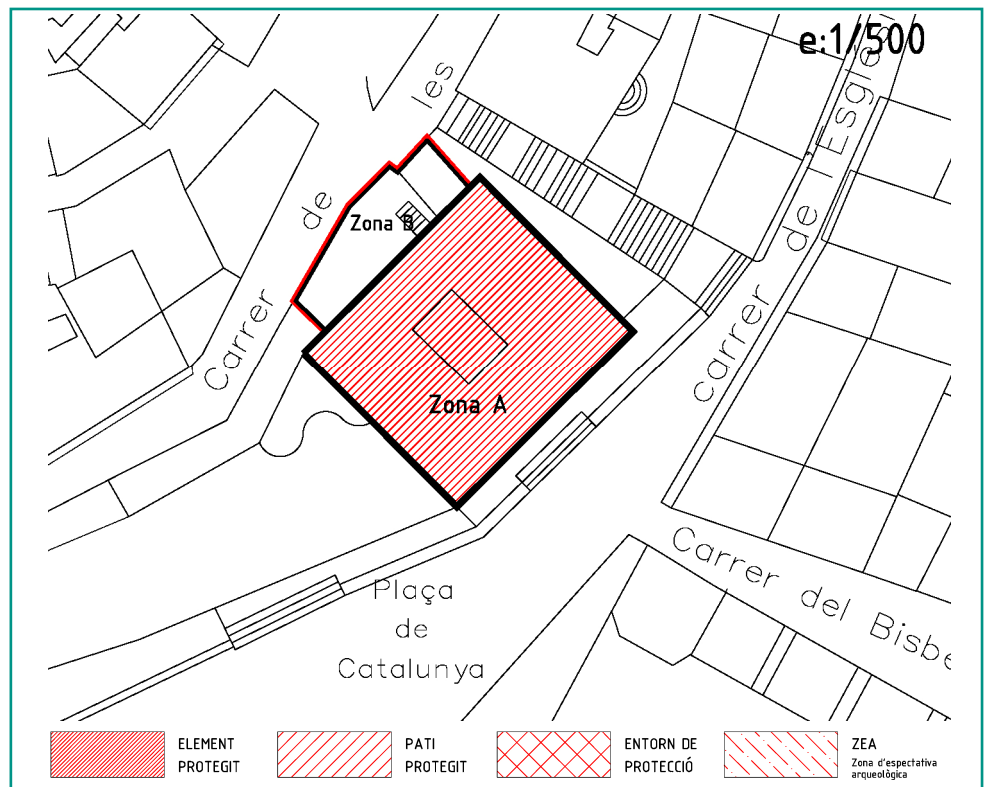 e:1/500
Carrer de les
Carrer de l'Església
Zona B
Zona A
Carrer del Bisbe
Plaça
de
Catalunya
ELEMENT
PROTEGIT
PATI
PROTEGIT
ENTORN DE
PROTECCIÓ
ZEA
Zona d'espectativa
arqueològica